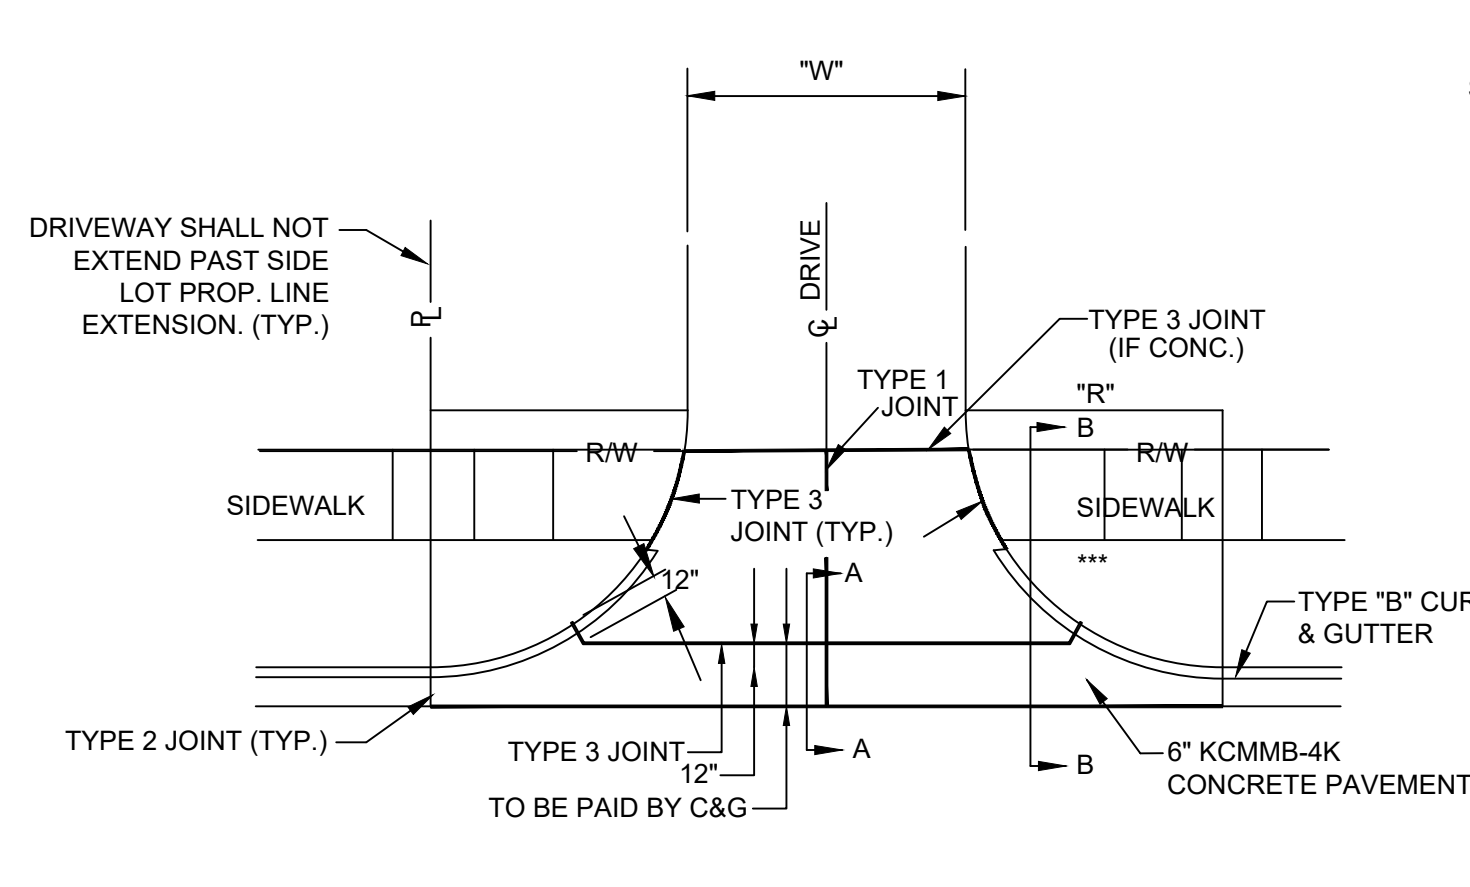 "W"
DRIVEWAY SHALL NOT
EXTEND PAST SIDE
LOT PROP. LINE
EXTENSION. (TYP.)
PL
CL DRIVE
TYPE 3 JOINT
(IF CONC.)
TYPE 1
JOINT
"R"
B
R/W
R/W
SIDEWALK
TYPE 3
JOINT (TYP.)
SIDEWALK
12"
A
***
TYPE "B" CUR
& GUTTER
TYPE 2 JOINT (TYP.)
TYPE 3 JOINT
12"
A
B
6" KCMMB-4K
CONCRETE PAVEMENT
TO BE PAID BY C&G